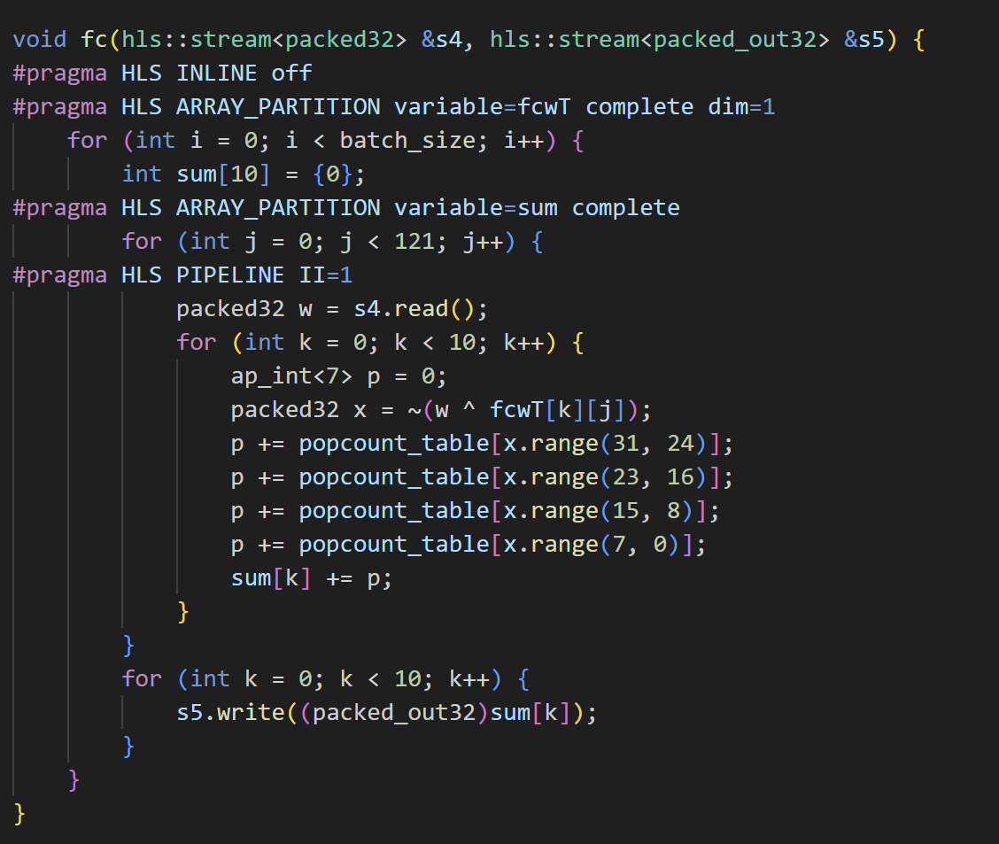 void fc(hls::stream<packed32> &s4, hls::stream<packed_out32> &s5) {
#pragma HLS INLINE off
#pragma HLS ARRAY_PARTITION variable=fcwT complete dim=1
    for (int i = 0; i < batch_size; i++) {
        int sum[10] = {0};
#pragma HLS ARRAY_PARTITION variable=sum complete
        for (int j = 0; j < 121; j++) {
#pragma HLS PIPELINE II=1
            packed32 w = s4.read();
            for (int k = 0; k < 10; k++) {
                ap_int<7> p = 0;
                packed32 x = ~(w ^ fcwT[k][j]);
                p += popcount_table[x.range(31, 24)];
                p += popcount_table[x.range(23, 16)];
                p += popcount_table[x.range(15, 8)];
                p += popcount_table[x.range(7, 0)];
                sum[k] += p;
            }
        }
        for (int k = 0; k < 10; k++) {
            s5.write((packed_out32)sum[k]);
        }
    }
}